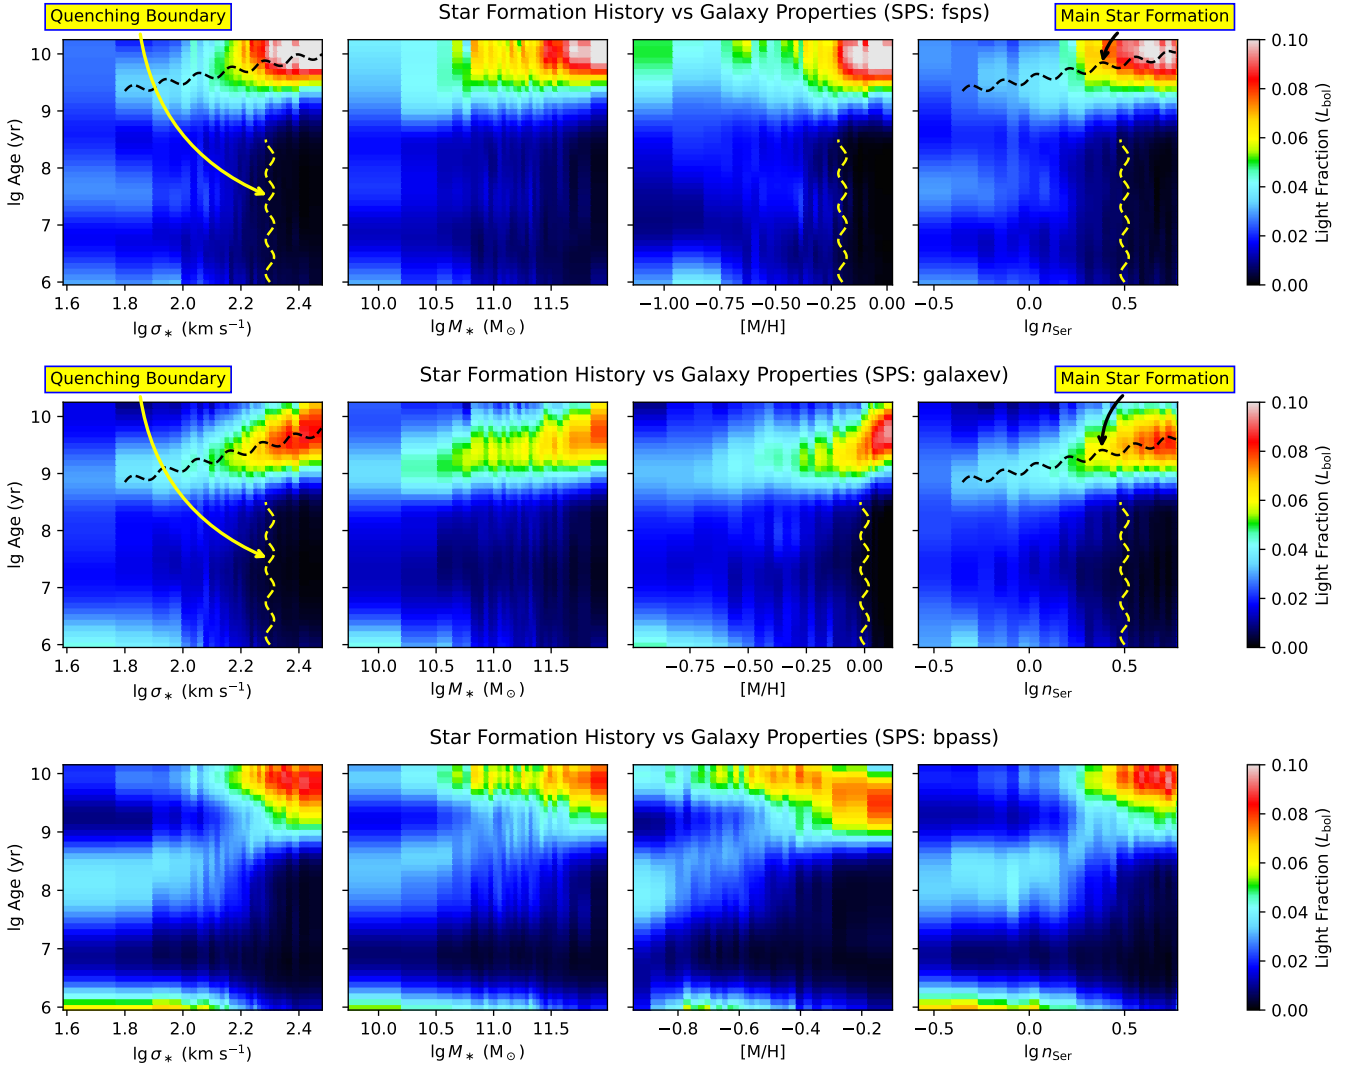 Star Formation History vs Galaxy Properties (SPS: fsps)
Quenching Boundary
Main Star Formation
lg Age (yr)
10
9
8
7
6
1.6 1.8 2.0 2.2 2.4
lg σ∗ (km s⁻¹)
10.0 10.5 11.0 11.5
lg M∗ (M⊙)
−1.00 −0.75 −0.50 −0.25 0.00
[M/H]
−0.5 0.0 0.5
lg nSer
0.10
0.08
0.06
0.04
0.02
0.00
Light Fraction (Lbol)
Star Formation History vs Galaxy Properties (SPS: galaxev)
Quenching Boundary
Main Star Formation
lg Age (yr)
10
9
8
7
6
1.6 1.8 2.0 2.2 2.4
lg σ∗ (km s⁻¹)
10.0 10.5 11.0 11.5
lg M∗ (M⊙)
−0.75 −0.50 −0.25 0.00
[M/H]
−0.5 0.0 0.5
lg nSer
0.10
0.08
0.06
0.04
0.02
0.00
Light Fraction (Lbol)
Star Formation History vs Galaxy Properties (SPS: bpass)
lg Age (yr)
10
9
8
7
6
1.6 1.8 2.0 2.2 2.4
lg σ∗ (km s⁻¹)
10.0 10.5 11.0 11.5
lg M∗ (M⊙)
−0.8 −0.6 −0.4 −0.2
[M/H]
−0.5 0.0 0.5
lg nSer
0.10
0.08
0.06
0.04
0.02
0.00
Light Fraction (Lbol)